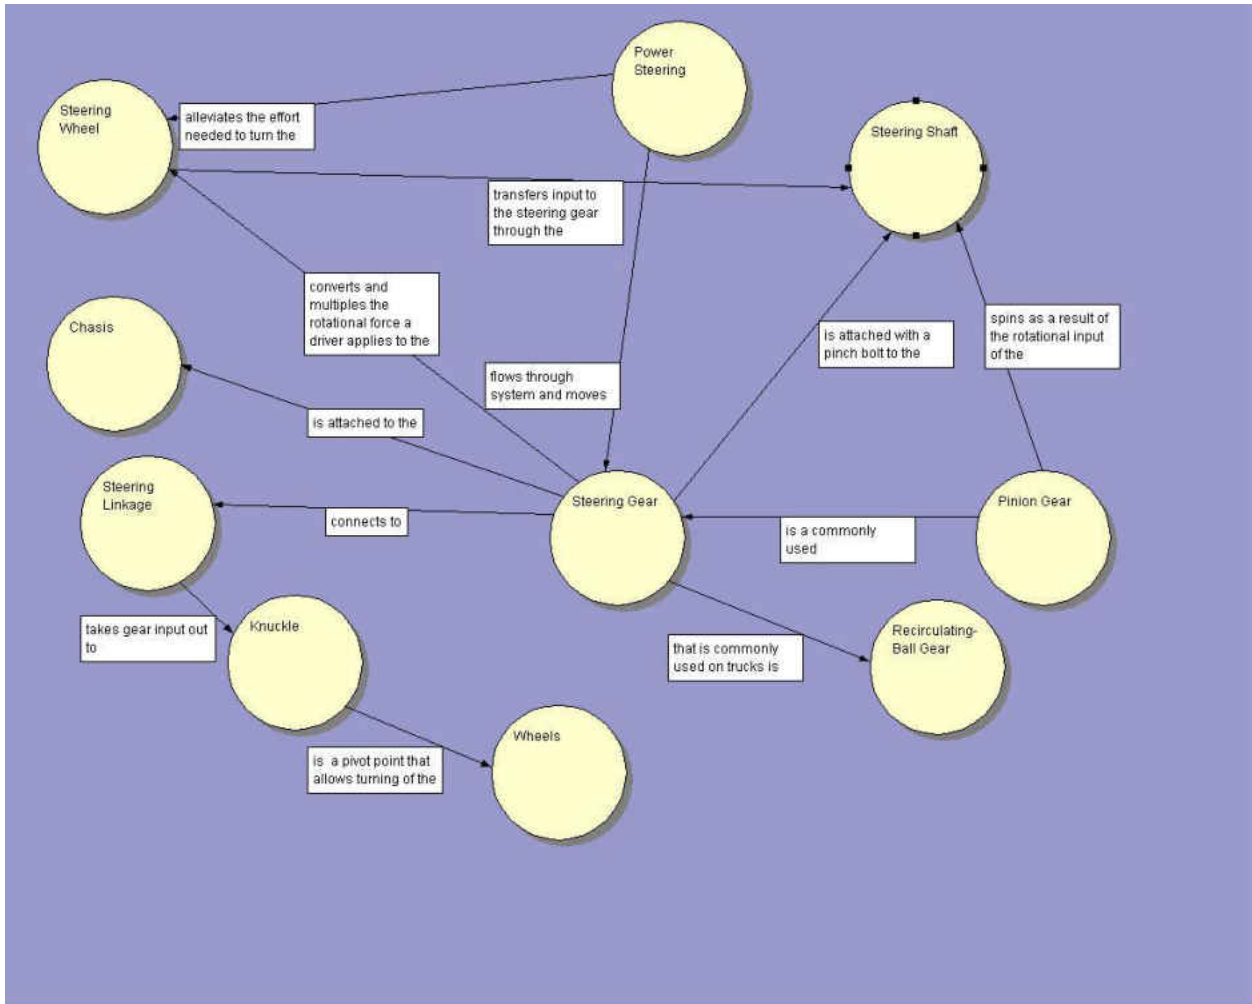 Power
Steering
Steering
Wheel
alleviates the effort
needed to turn the
Steering Shaft
transfers input to
the steering gear
through the
converts and
multiples the
rotational force a
driver applies to the
Chasis
spins as a result of
the rotational input
of the
is attached with a
pinch bolt to the
flows through
system and moves
is attached to the
Steering
Linkage
Steering Gear
Pinion Gear
connects to
is a commonly
used
takes gear input out
to
Knuckle
Recirculating-
Ball Gear
that is commonly
used on trucks is
Wheels
is a pivot point that
allows turning of the